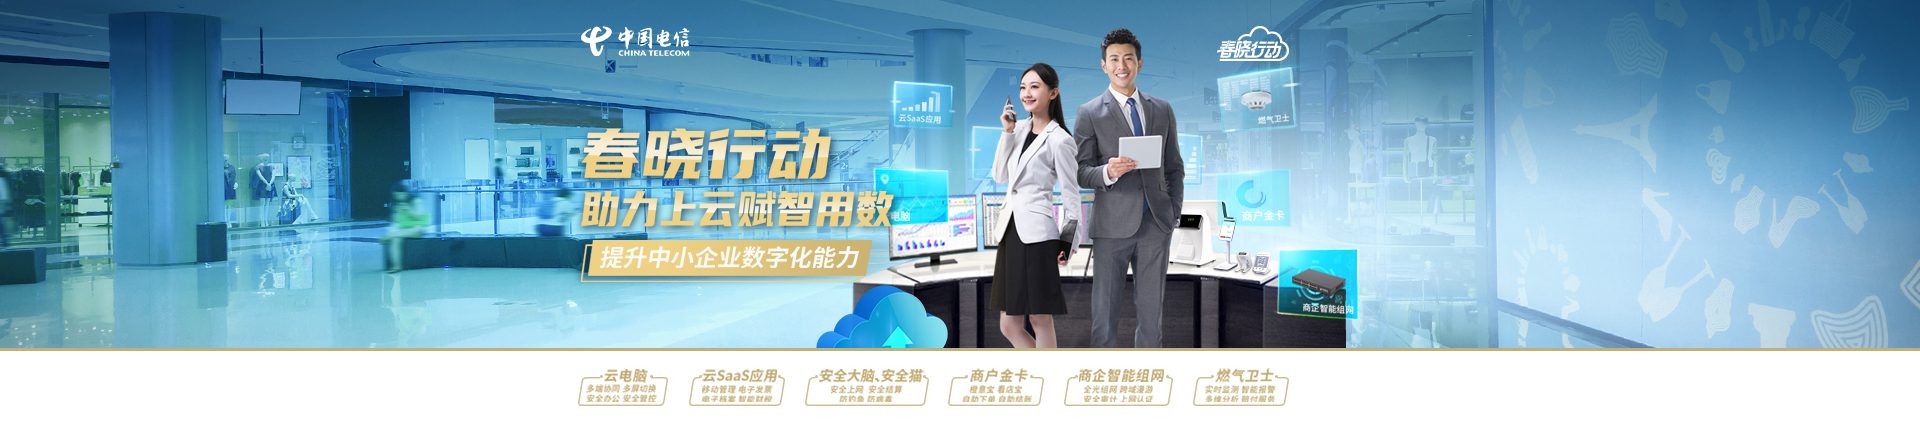 中国电信
CHINA TELECOM
春晓行动
春晓行动
助力上云赋智用数
提升中小企业数字化能力
云SaaS应用
燃气卫士
电脑
商户金卡
商企智能组网
云电脑
多端协同 多屏切换
安全办公 安全管控
云SaaS应用
移动管理 电子发票
电子档案 智能财税
安全大脑、安全猫
安全上网 安全结算
防钓鱼 防病毒
商户金卡
橙意宝 看店宝
自助下单 自助结账
商企智能组网
全光组网 跨域漫游
安全审计 上网认证
燃气卫士
实时监测 智能报警
多维分析 赔付服务